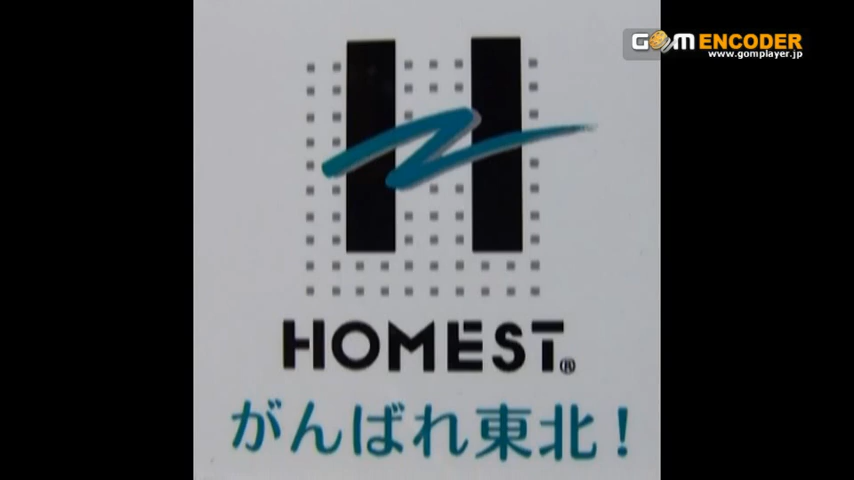 GOM ENCODER
www.gomplayer.jp
HOMEST®
がんばれ東北！